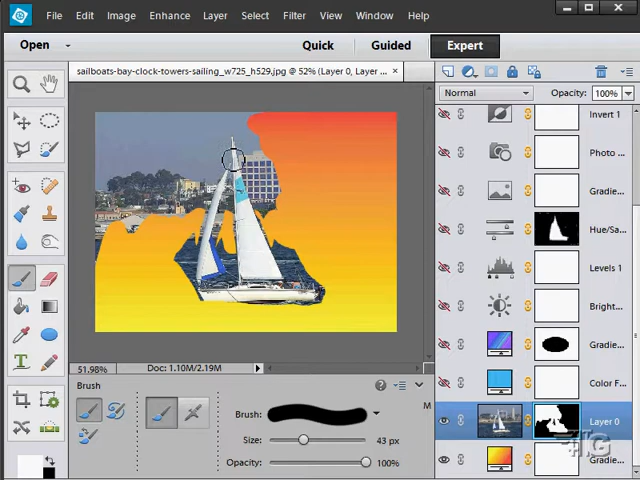 File Edit Image Enhance Layer Select Filter View Window Help
Open Quick Guided Expert
sailboats-bay-clock-towers-sailing_w725_h529.jpg @ 52% (Layer 0, Layer ... ×
Normal Opacity: 100%
Invert 1
Photo ...
Gradie...
Hue/Sa...
Levels 1
Bright...
Gradie...
Color F...
Layer 0
Gradie...
51.98% Doc: 1.10M/2.19M
Brush
M
Brush:
Size: 43 px
Opacity: 100%